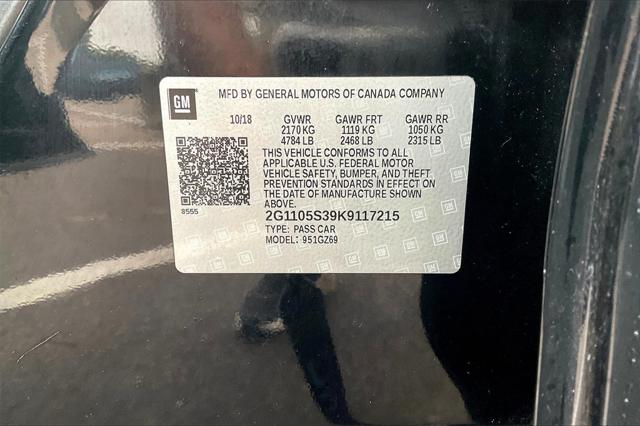 MFD BY GENERAL MOTORS OF CANADA COMPANY
GM
10/18 GVWR GAWR FRT GAWR RR
2170 KG 1119 KG 1050 KG
4784 LB 2468 LB 2315 LB
THIS VEHICLE CONFORMS TO ALL
APPLICABLE U.S. FEDERAL MOTOR
VEHICLE SAFETY, BUMPER, AND THEFT
PREVENTION STANDARDS IN EFFECT ON
THE DATE OF MANUFACTURE SHOWN
ABOVE.
8555
2G1105S39K9117215
TYPE: PASS CAR
MODEL: 951GZ69